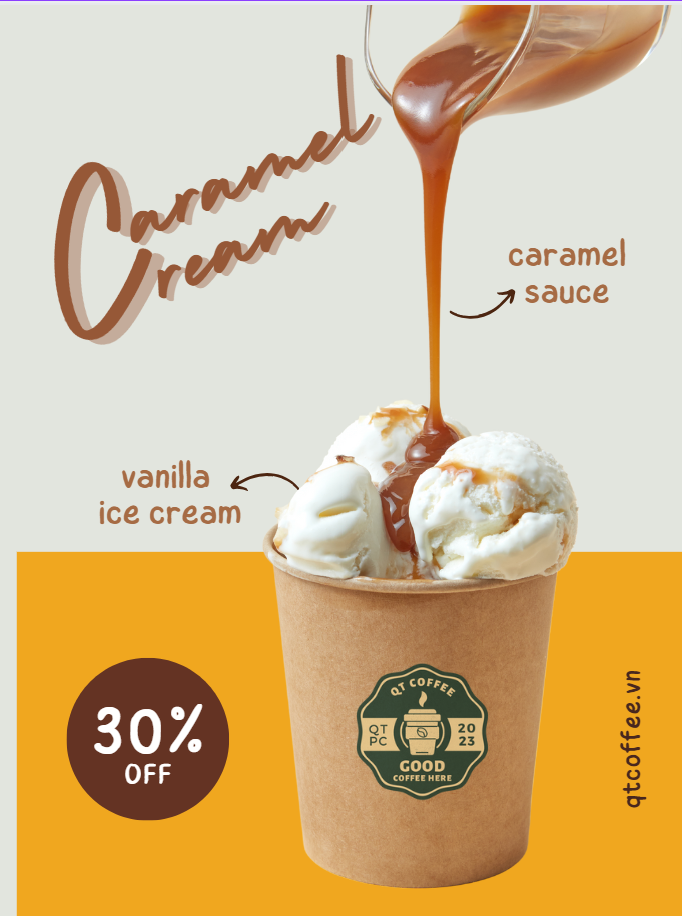 Caramel
Cream
caramel
sauce
vanilla
ice cream
30%
OFF
QT COFFEE
QT
PC
20
23
GOOD
COFFEE HERE
qtcoffee.vn